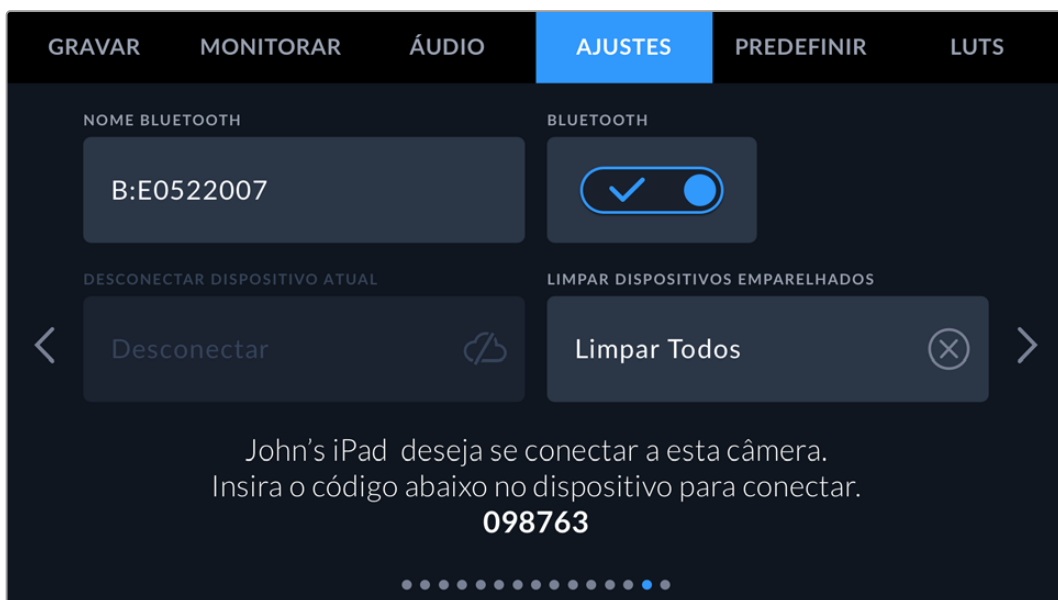 GRAVAR MONITORAR ÁUDIO AJUSTES PREDEFINIR LUTS
NOME BLUETOOTH BLUETOOTH
B:E0522007
DESCONECTAR DISPOSITIVO ATUAL LIMPAR DISPOSITIVOS EMPARELHADOS
Desconectar Limpar Todos
John’s iPad deseja se conectar a esta câmera.
Insira o código abaixo no dispositivo para conectar.
098763